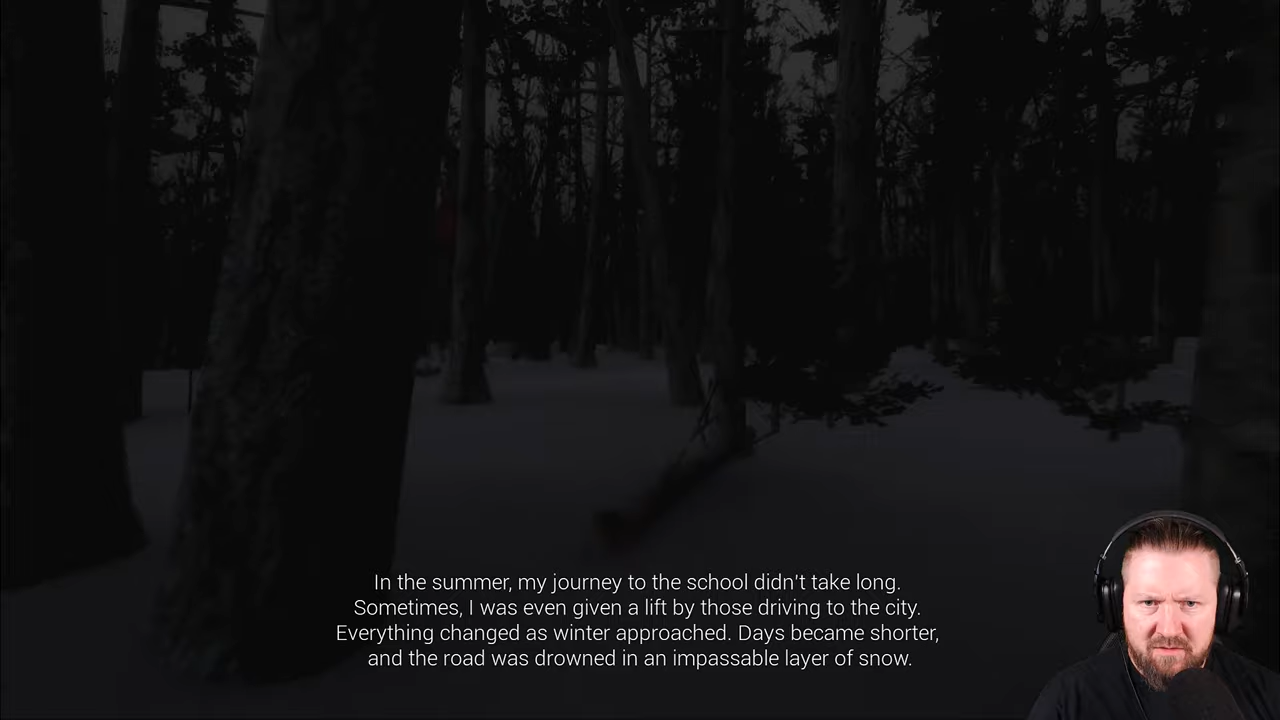 In the summer, my journey to the school didn't take long.
Sometimes, I was even given a lift by those driving to the city.
Everything changed as winter approached. Days became shorter,
and the road was drowned in an impassable layer of snow.